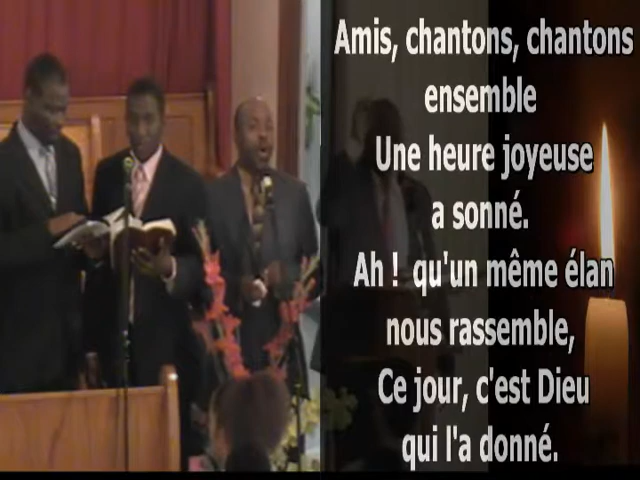 Amis, chantons, chantons
ensemble
Une heure joyeuse
a sonné.
Ah ! qu'un même élan
nous rassemble,
Ce jour, c'est Dieu
qui l'a donné.